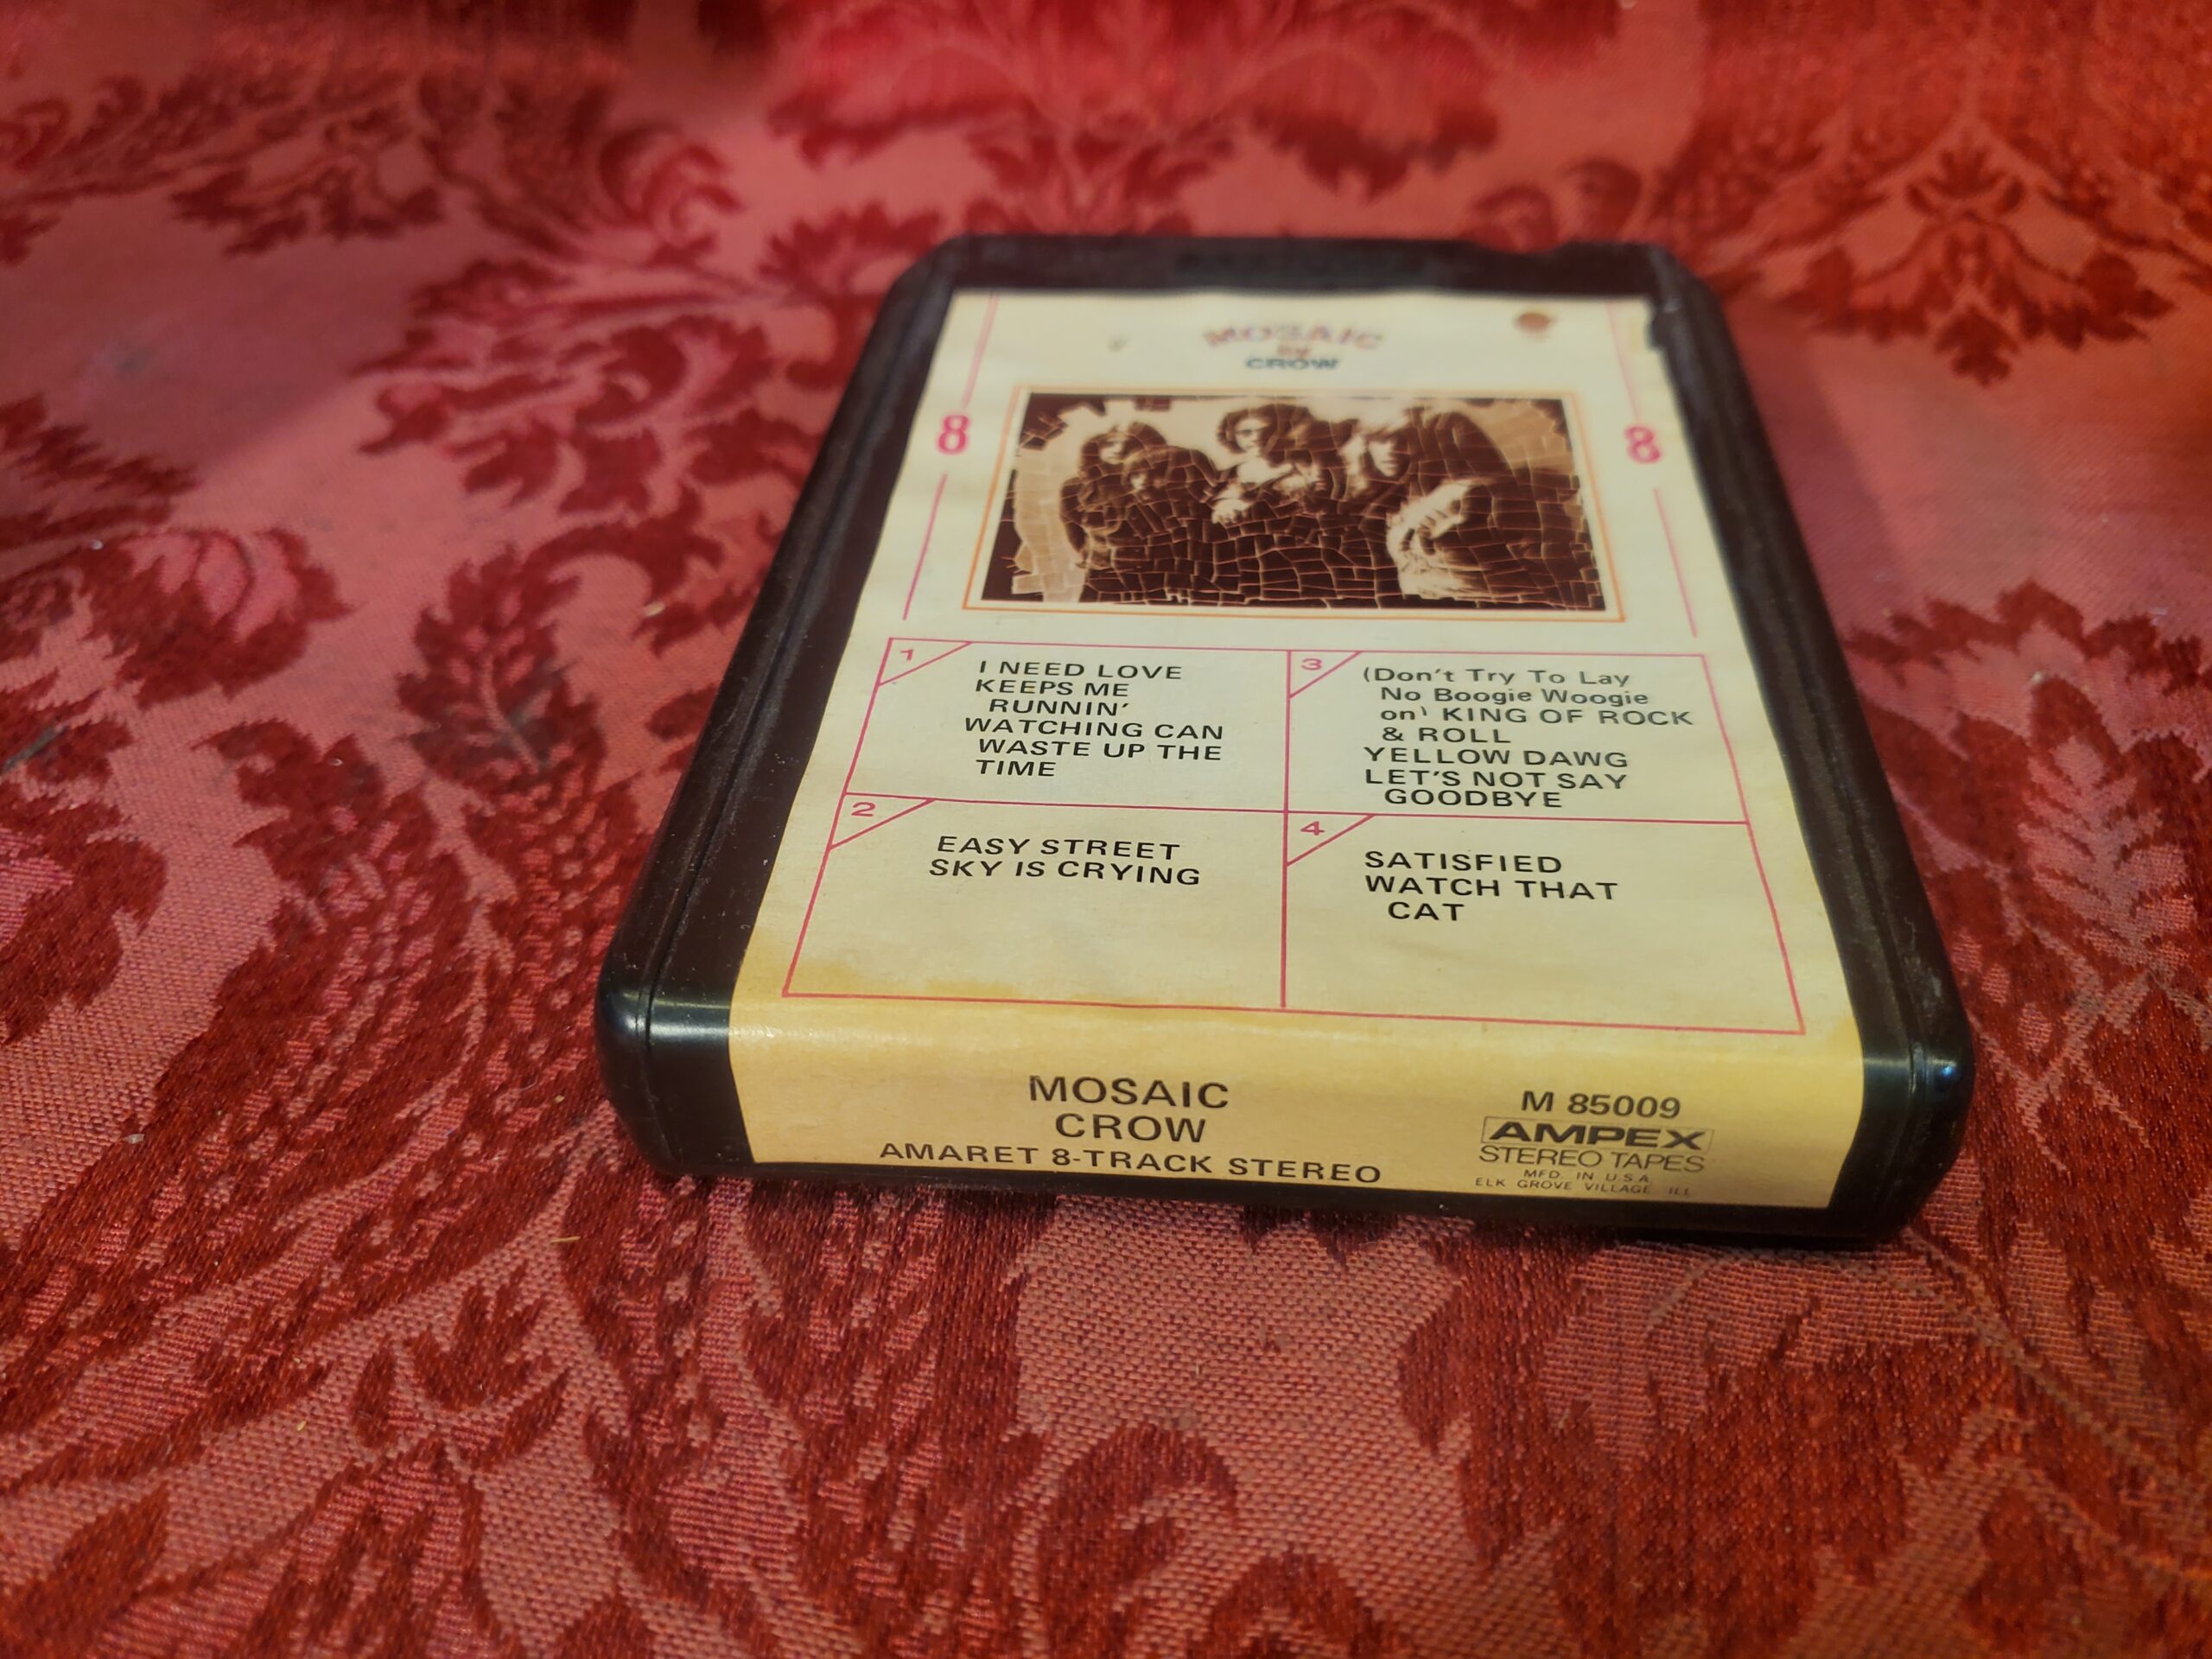 MOSAIC
by
CROW
8
8
1
I NEED LOVE
KEEPS ME
RUNNIN'
WATCHING CAN
WASTE UP THE
TIME
2
EASY STREET
SKY IS CRYING
3
(Don't Try To Lay
No Boogie Woogie
on) KING OF ROCK
& ROLL
YELLOW DAWG
LET'S NOT SAY
GOODBYE
4
SATISFIED
WATCH THAT
CAT
MOSAIC
CROW
AMARET 8-TRACK STEREO
M 85009
AMPEX
STEREO TAPES
MFD. IN U.S.A.
ELK GROVE VILLAGE, ILL.